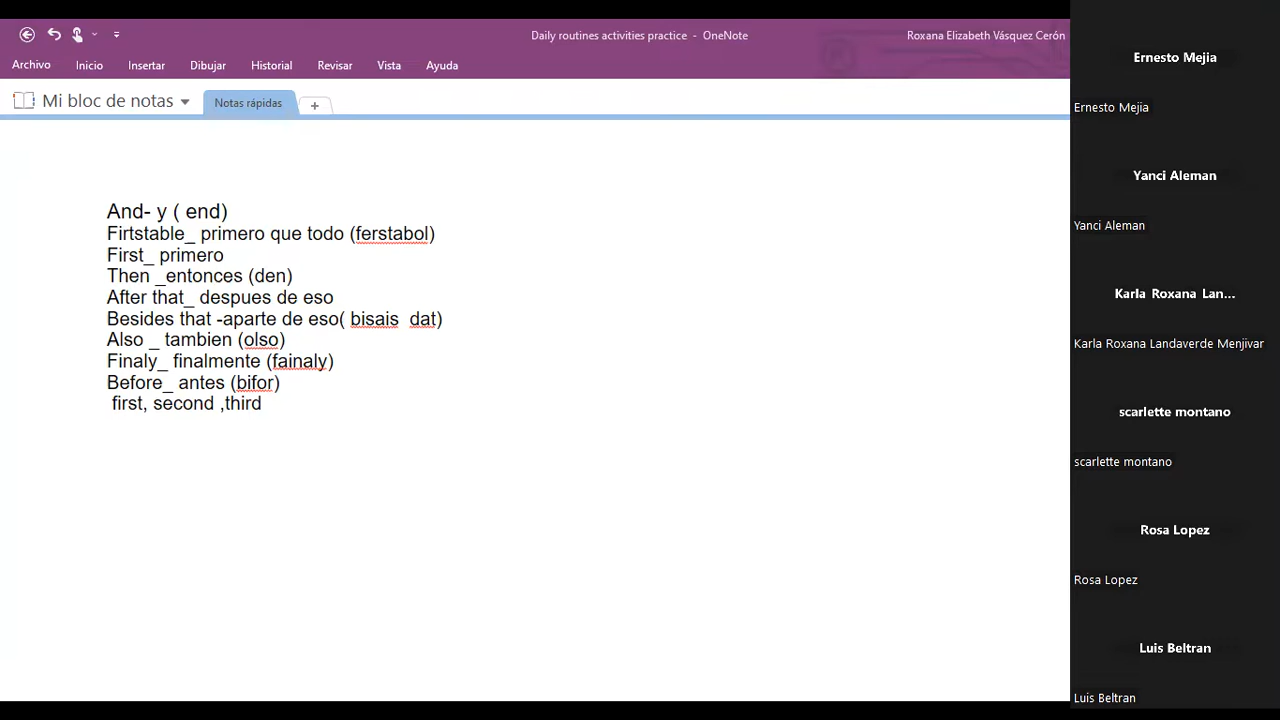 Daily routines activities practice - OneNote
Roxana Elizabeth Vásquez Cerón
Archivo Inicio Insertar Dibujar Historial Revisar Vista Ayuda
Mi bloc de notas
Notas rápidas
+
And- y ( end)
Firtstable_ primero que todo (ferstabol)
First_ primero
Then _entonces (den)
After that_ despues de eso
Besides that -aparte de eso( bisais dat)
Also _ tambien (olso)
Finaly_ finalmente (fainaly)
Before_ antes (bifor)
first, second ,third
Ernesto Mejia
Ernesto Mejia
Yanci Aleman
Yanci Aleman
Karla Roxana Lan...
Karla Roxana Landaverde Menjivar
scarlette montano
scarlette montano
Rosa Lopez
Rosa Lopez
Luis Beltran
Luis Beltran